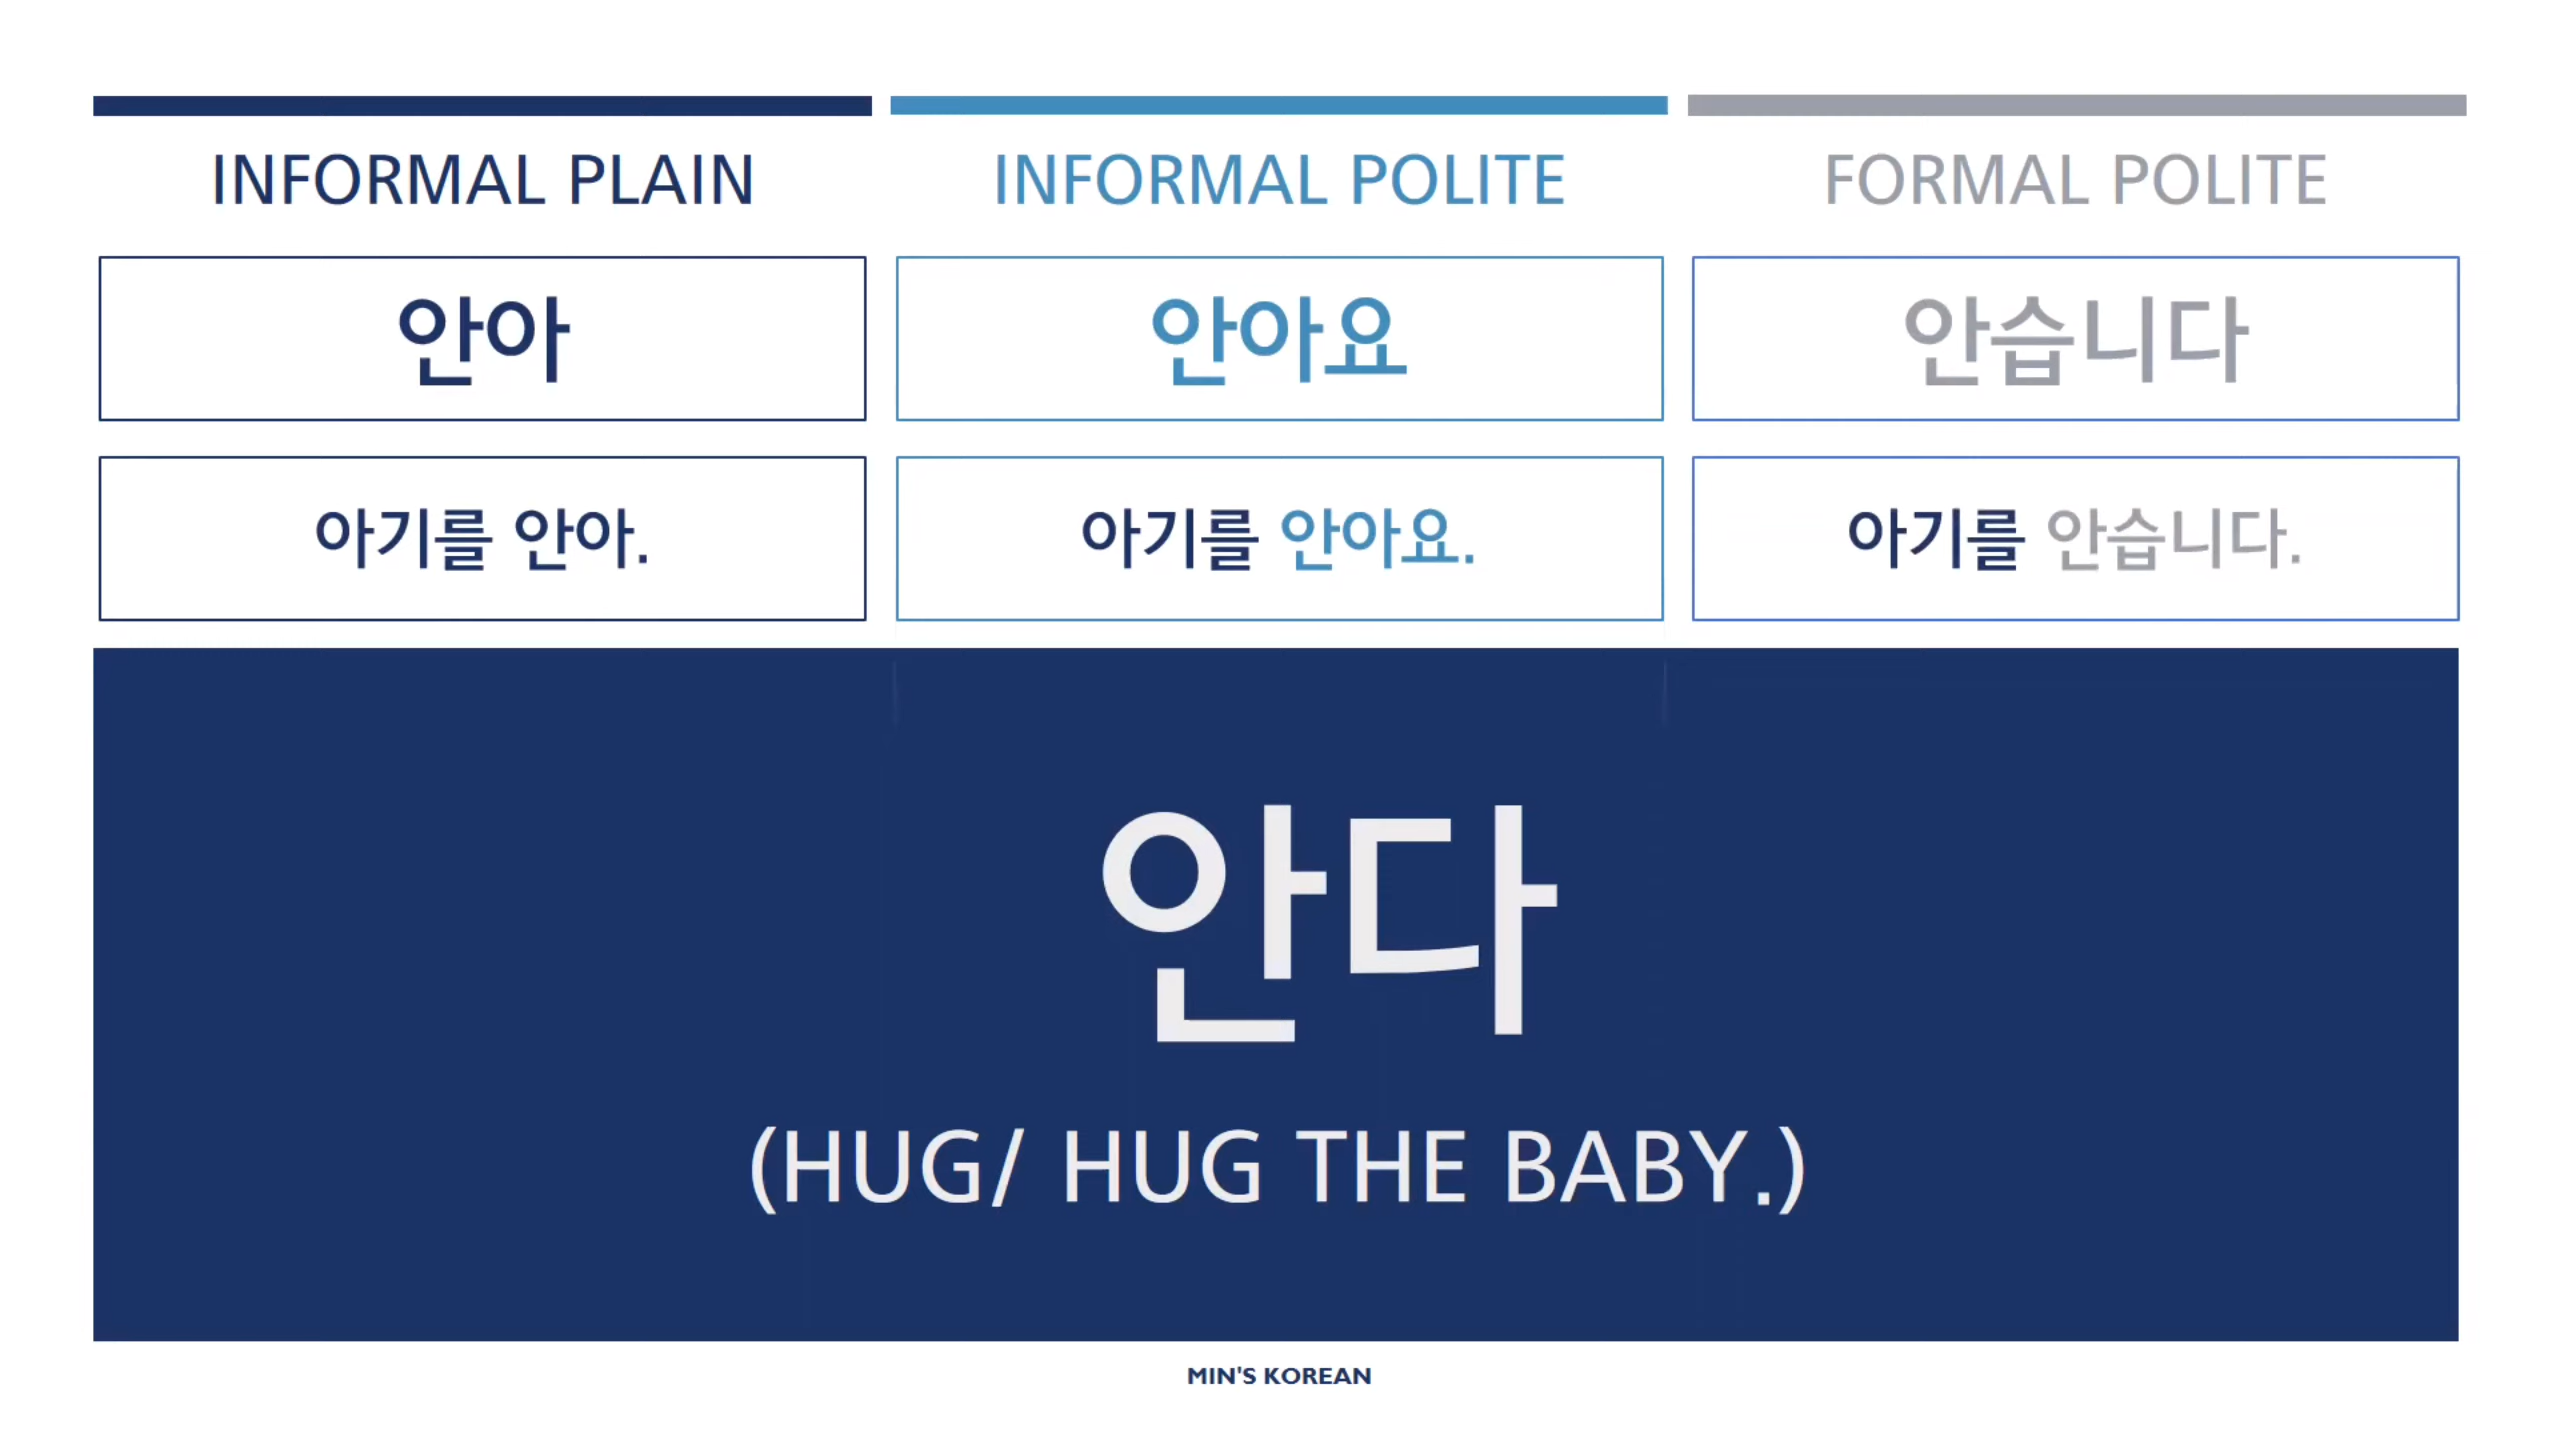 INFORMAL PLAIN
INFORMAL POLITE
FORMAL POLITE
안아
안아요
안습니다
아기를 안아.
아기를 안아요.
아기를 안습니다.
안다
(HUG/ HUG THE BABY.)
MIN'S KOREAN